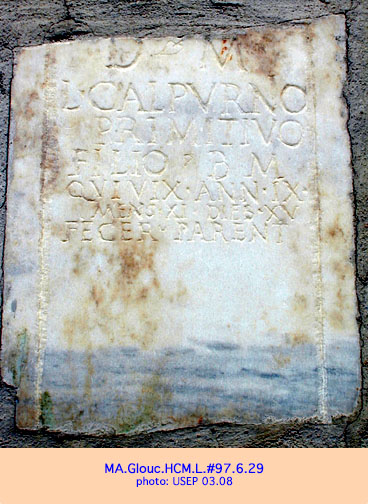 D M
L·CALPVRNO
PRIMITIVO
FILIO · B M
QVI VIX · ANN · IX ·
MENS XI DIES · XV
FECER · PARENT
MA.Glouc.HCM.L.#97.6.29
photo: USEP 03.08